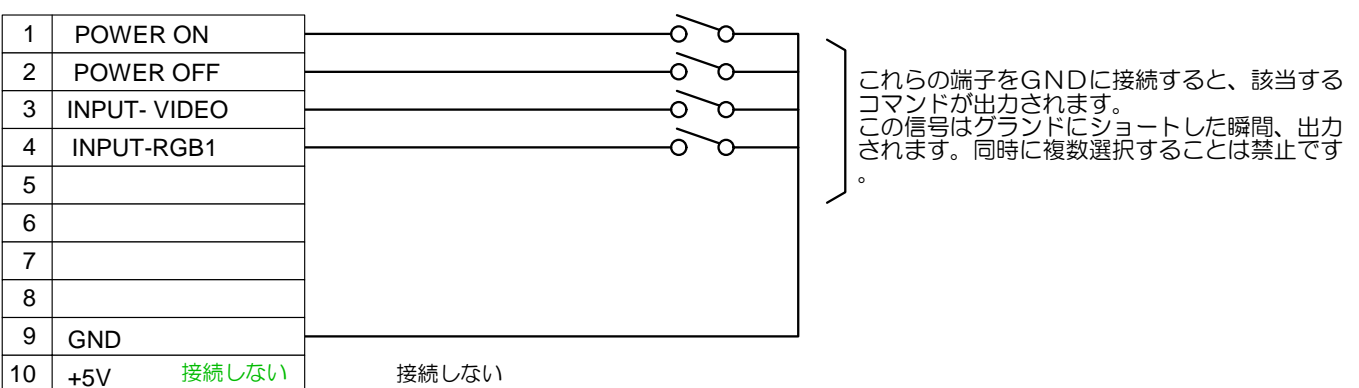 1 POWER ON
2 POWER OFF
3 INPUT- VIDEO
4 INPUT-RGB1
5
6
7
8
9 GND
10 +5V 接続しない 接続しない
これらの端子をGNDに接続すると、該当する
コマンドが出力されます。
この信号はグランドにショートした瞬間、出力
されます。同時に複数選択することは禁止です
。